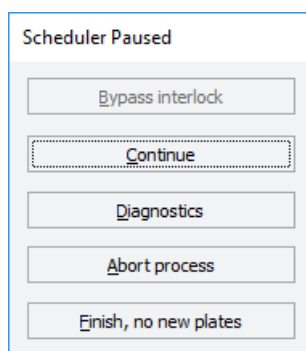 Scheduler Paused
Bypass interlock
Continue
Diagnostics
Abort process
Finish, no new plates